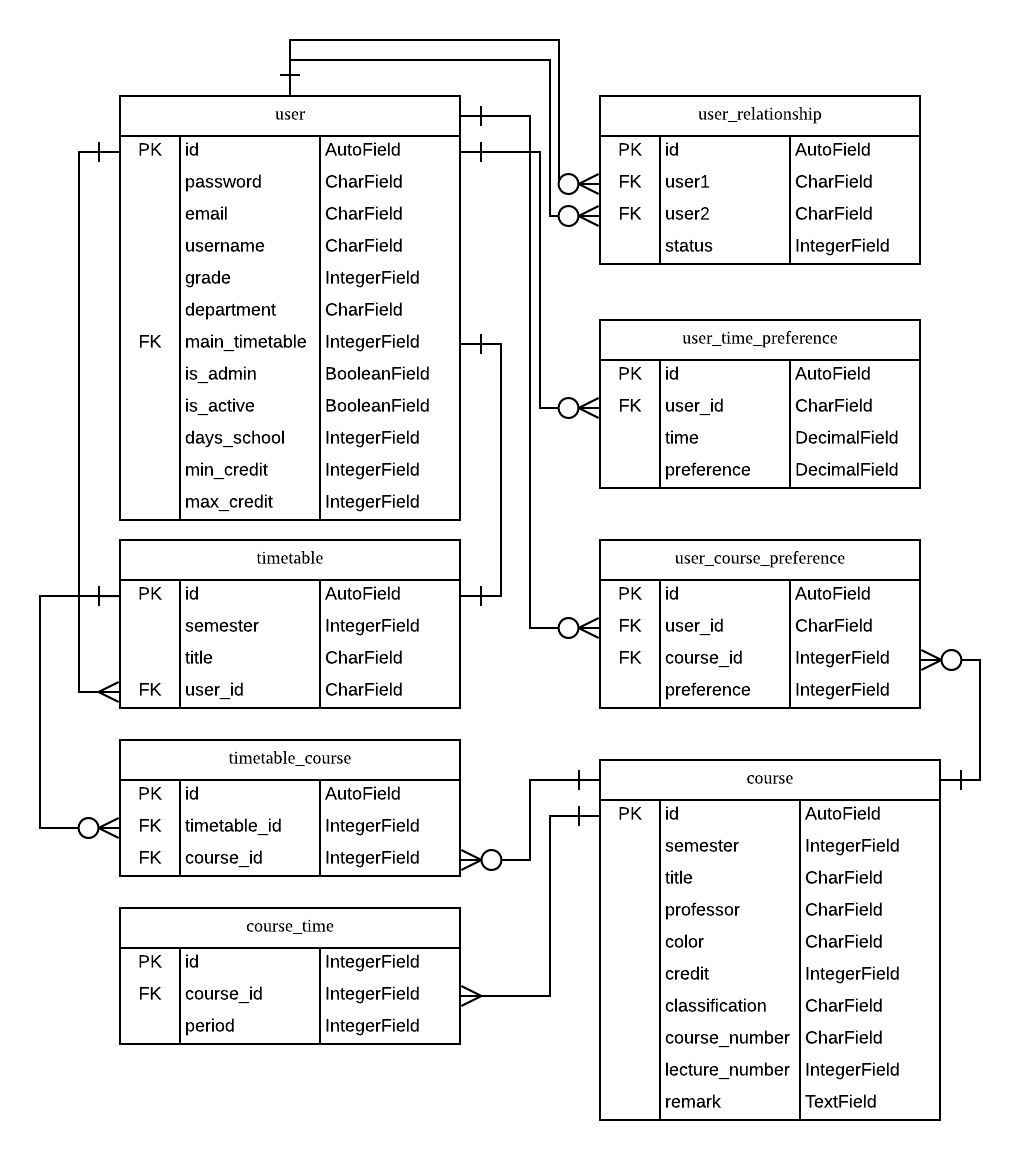 user
PK id AutoField
password CharField
email CharField
username CharField
grade IntegerField
department CharField
FK main_timetable IntegerField
is_admin BooleanField
is_active BooleanField
days_school IntegerField
min_credit IntegerField
max_credit IntegerField
user_relationship
PK id AutoField
FK user1 CharField
FK user2 CharField
status IntegerField
user_time_preference
PK id AutoField
FK user_id CharField
time DecimalField
preference DecimalField
timetable
PK id AutoField
semester IntegerField
title CharField
FK user_id CharField
user_course_preference
PK id AutoField
FK user_id CharField
FK course_id IntegerField
preference IntegerField
timetable_course
PK id AutoField
FK timetable_id IntegerField
FK course_id IntegerField
course_time
PK id IntegerField
FK course_id IntegerField
period IntegerField
course
PK id AutoField
semester IntegerField
title CharField
professor CharField
color CharField
credit IntegerField
classification CharField
course_number CharField
lecture_number IntegerField
remark TextField